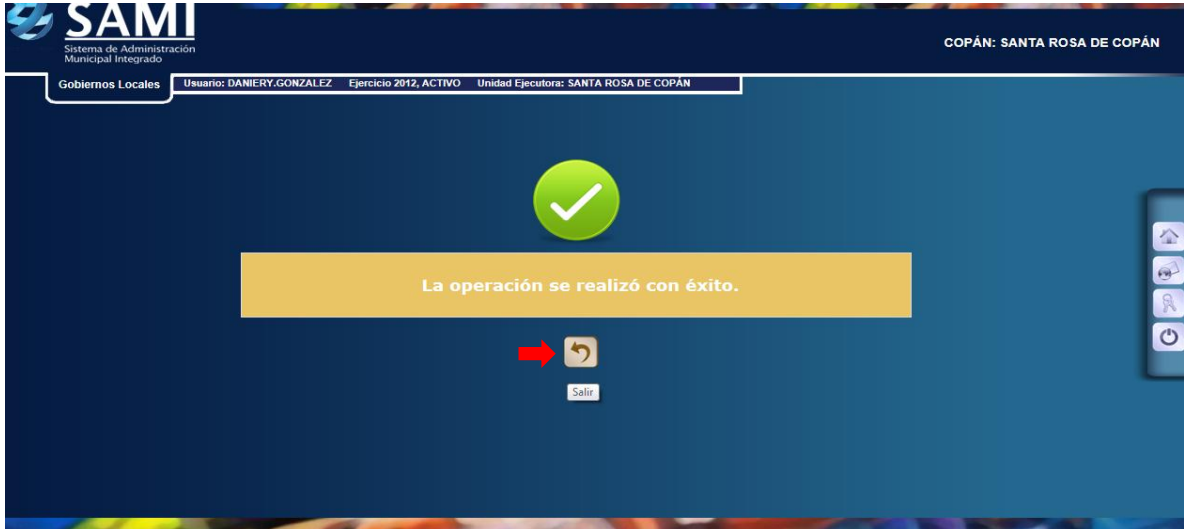 SAMI
Sistema de Administración
Municipal Integrado
COPÁN: SANTA ROSA DE COPÁN
Gobiernos Locales
Usuario: DANIERY.GONZALEZ Ejercicio 2012, ACTIVO Unidad Ejecutora: SANTA ROSA DE COPÁN
La operación se realizó con éxito.
Salir